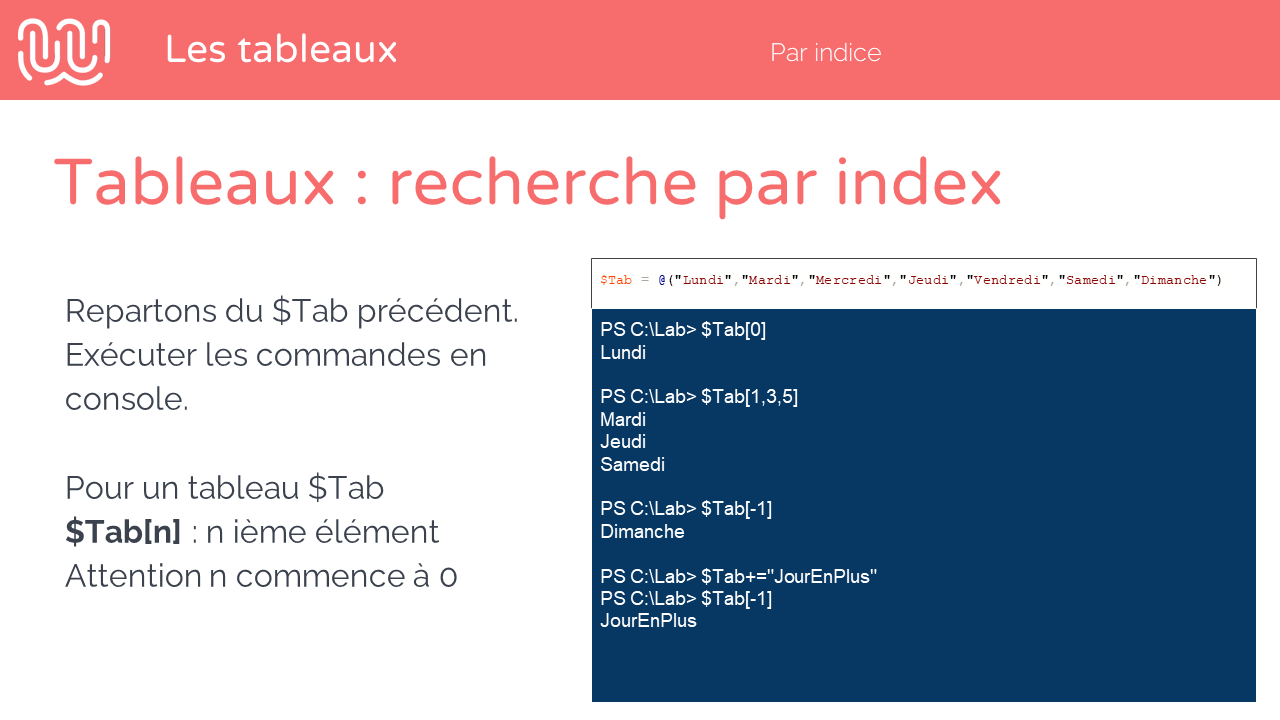 Les tableaux
Par indice
Tableaux : recherche par index
Repartons du $Tab précédent.
Exécuter les commandes en
console.
Pour un tableau $Tab
$Tab[n] : n ième élément
Attention n commence à 0
$Tab = @("Lundi","Mardi","Mercredi","Jeudi","Vendredi","Samedi","Dimanche")
PS C:\Lab> $Tab[0]
Lundi
PS C:\Lab> $Tab[1,3,5]
Mardi
Jeudi
Samedi
PS C:\Lab> $Tab[-1]
Dimanche
PS C:\Lab> $Tab+="JourEnPlus"
PS C:\Lab> $Tab[-1]
JourEnPlus